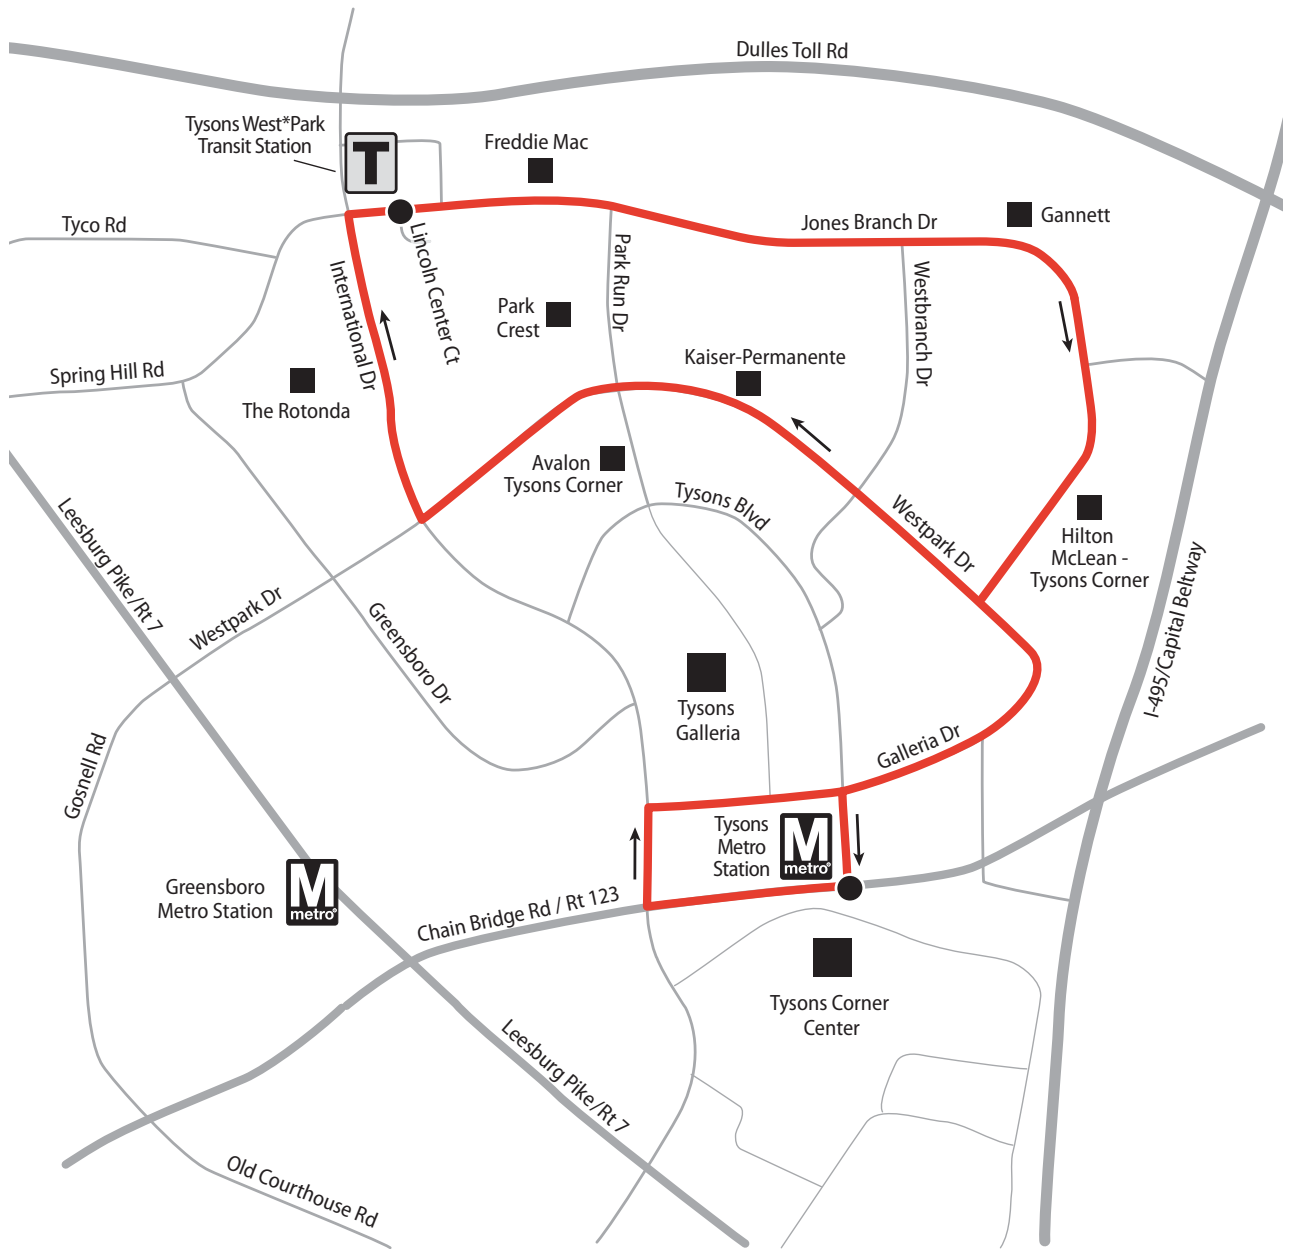 Dulles Toll Rd
Tysons West*Park
Transit Station
T
Freddie Mac
Tyco Rd
Lincoln Center Ct
Jones Branch Dr
Gannett
International Dr
Park Run Dr
Westbranch Dr
Park
Crest
Kaiser-Permanente
Spring Hill Rd
The Rotonda
Avalon
Tysons Corner
Tysons Blvd
Westpark Dr
Hilton
McLean -
Tysons Corner
Leesburg Pike/Rt 7
Westpark Dr
Greensboro Dr
I-495/Capital Beltway
Tysons
Galleria
Galleria Dr
Gosnell Rd
Tysons
Metro
Station
M
metro®
Greensboro
Metro Station
M
metro®
Chain Bridge Rd / Rt 123
Tysons Corner
Center
Leesburg Pike/Rt 7
Old Courthouse Rd